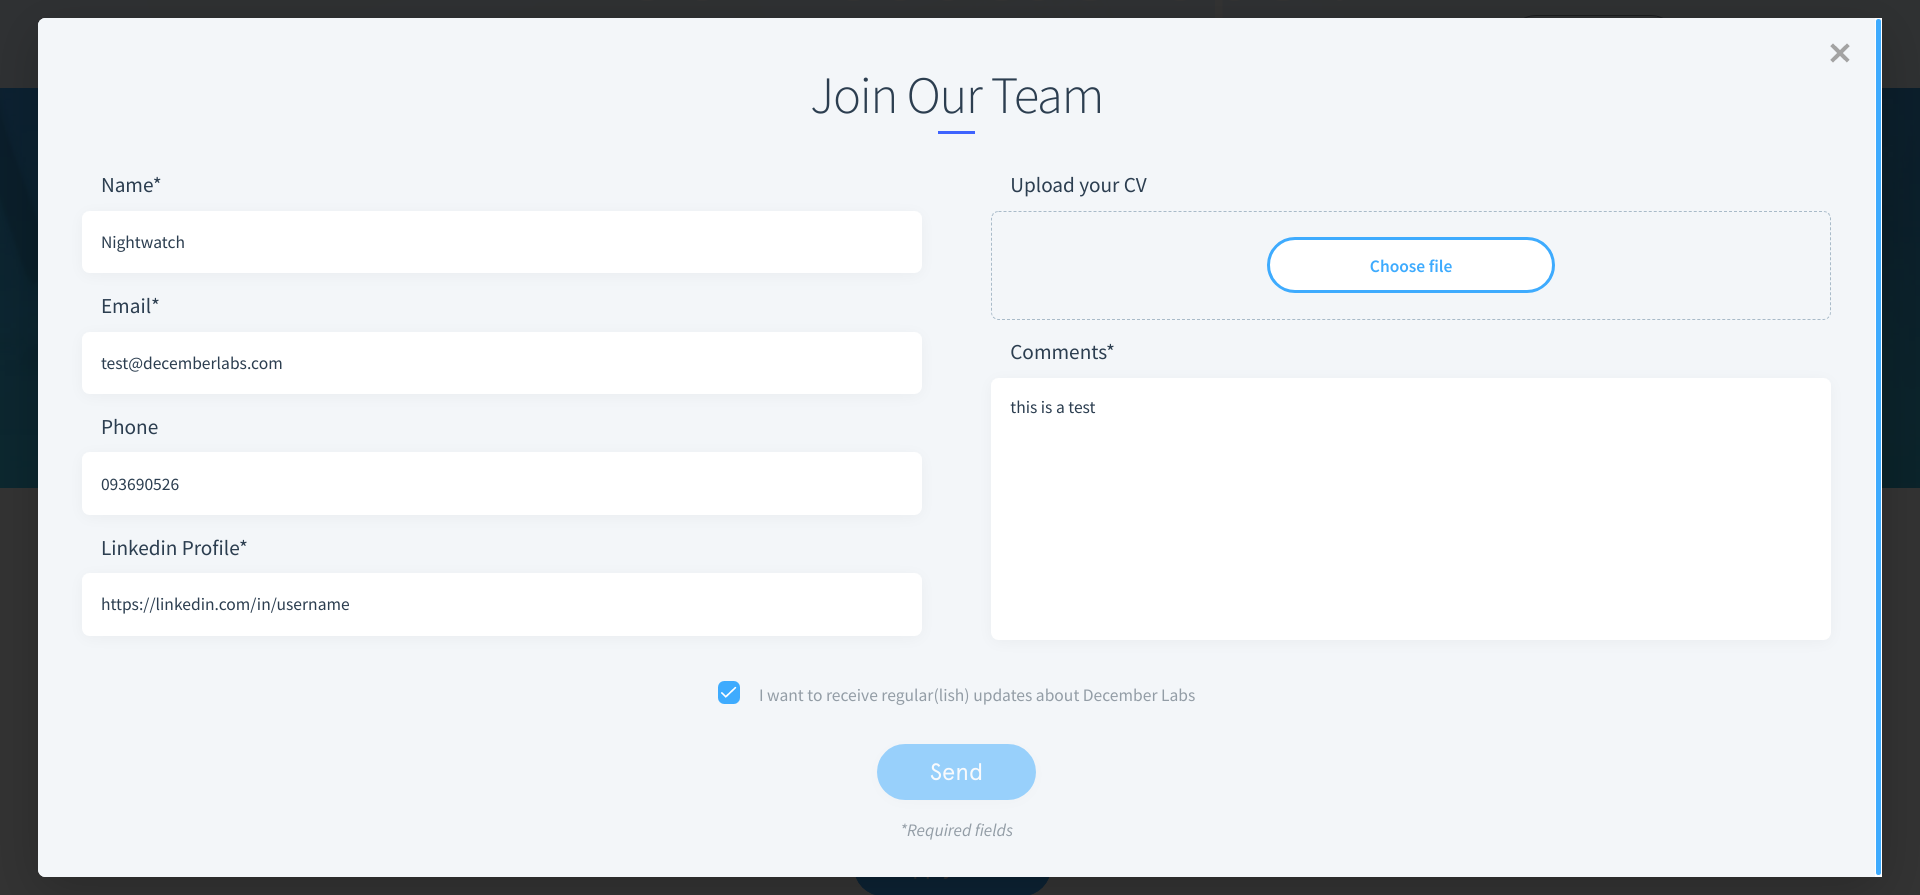 Join Our Team
Name*
Nightwatch
Email*
test@decemberlabs.com
Phone
093690526
Linkedin Profile*
https://linkedin.com/in/username
Upload your CV
Choose file
Comments*
this is a test
I want to receive regular(lish) updates about December Labs
Send
*Required fields